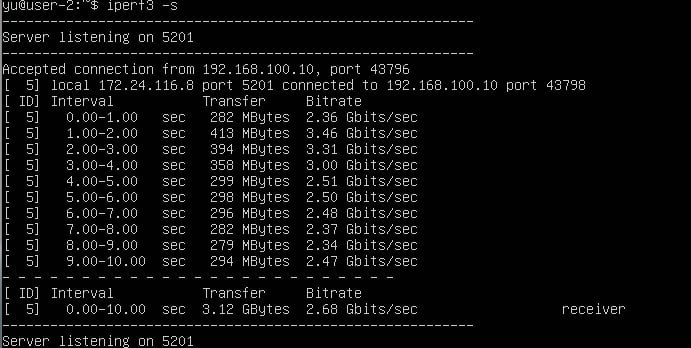 yu@user-2:~$ iperf3 -s
-----------------------------------------------------------
Server listening on 5201
-----------------------------------------------------------
Accepted connection from 192.168.100.10, port 43796
[  5] local 172.24.116.8 port 5201 connected to 192.168.100.10 port 43798
[ ID] Interval           Transfer     Bitrate
[  5]   0.00-1.00   sec   282 MBytes  2.36 Gbits/sec
[  5]   1.00-2.00   sec   413 MBytes  3.46 Gbits/sec
[  5]   2.00-3.00   sec   394 MBytes  3.31 Gbits/sec
[  5]   3.00-4.00   sec   358 MBytes  3.00 Gbits/sec
[  5]   4.00-5.00   sec   299 MBytes  2.51 Gbits/sec
[  5]   5.00-6.00   sec   298 MBytes  2.50 Gbits/sec
[  5]   6.00-7.00   sec   296 MBytes  2.48 Gbits/sec
[  5]   7.00-8.00   sec   282 MBytes  2.37 Gbits/sec
[  5]   8.00-9.00   sec   279 MBytes  2.34 Gbits/sec
[  5]   9.00-10.00  sec   294 MBytes  2.47 Gbits/sec
- - - - - - - - - - - - - - - - - - - - - - - - -
[ ID] Interval           Transfer     Bitrate
[  5]   0.00-10.00  sec  3.12 GBytes  2.68 Gbits/sec                  receiver
-----------------------------------------------------------
Server listening on 5201